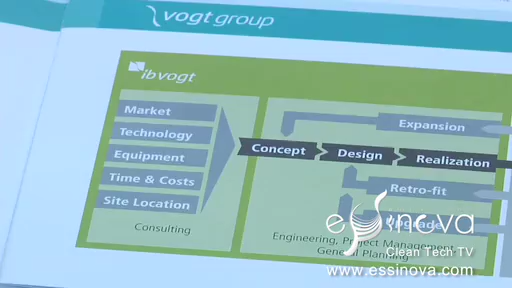 vogt group
ib vogt
Market
Technology
Equipment
Time & Costs
Site Location
Consulting
Expansion
Concept
Design
Realization
Retro-fit
Upgrade
Engineering, Project Management
General Planning
essinova
Clean Tech TV
www.essinova.com